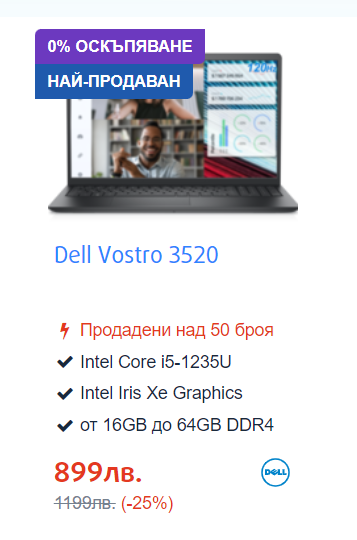 0% ОСКЪПЯВАНЕ
НАЙ-ПРОДАВАН
120Hz
Dell Vostro 3520
Продадени над 50 броя
Intel Core i5-1235U
Intel Iris Xe Graphics
от 16GB до 64GB DDR4
899лв.
DELL
1199лв. (-25%)